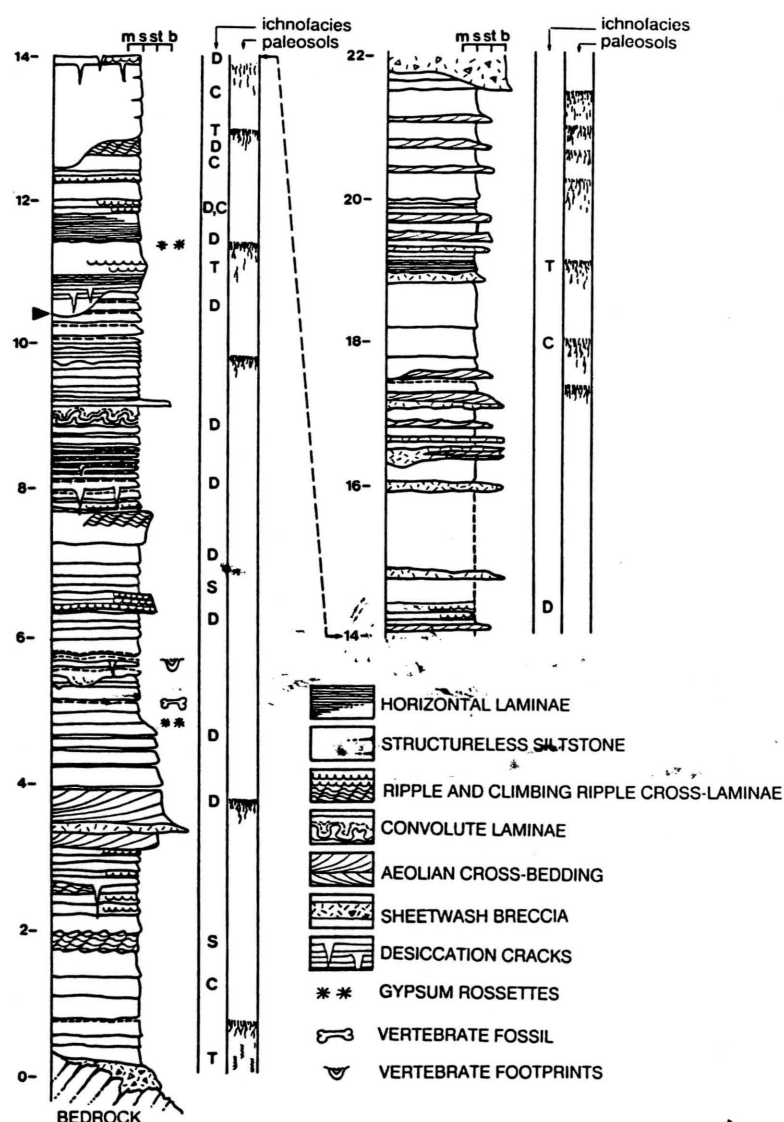 ichnofacies
paleosols
m s st b
14
D
C
T
D
C
12
D,C
D
T
D
10
D
8
D
D
S
6
D
D
4
D
2
S
C
T
0
BEDROCK
ichnofacies
paleosols
m s st b
22
20
T
18
C
16
D
14
HORIZONTAL LAMINAE
STRUCTURELESS SILTSTONE
RIPPLE AND CLIMBING RIPPLE CROSS-LAMINAE
CONVOLUTE LAMINAE
AEOLIAN CROSS-BEDDING
SHEETWASH BRECCIA
DESICCATION CRACKS
GYPSUM ROSSETTES
VERTEBRATE FOSSIL
VERTEBRATE FOOTPRINTS